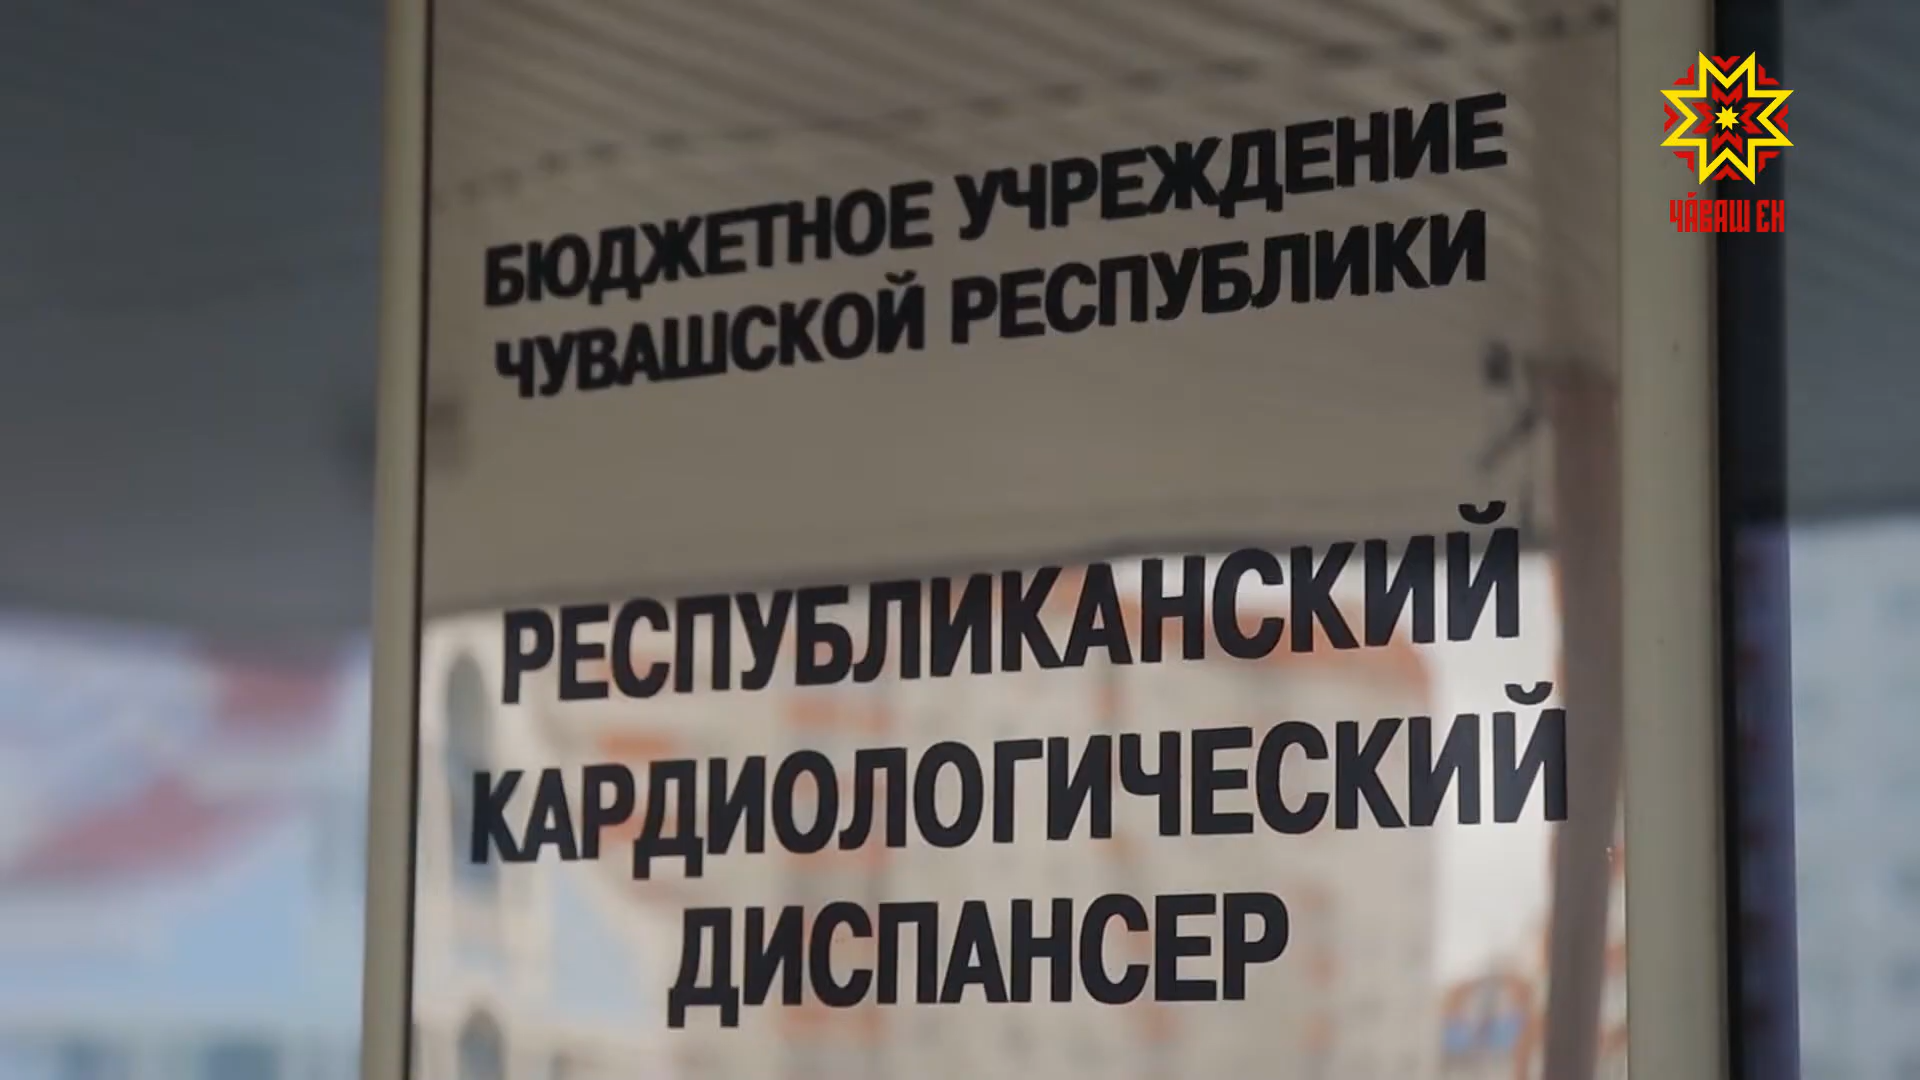 БЮДЖЕТНОЕ УЧРЕЖДЕНИЕ
ЧУВАШСКОЙ РЕСПУБЛИКИ
РЕСПУБЛИКАНСКИЙ
КАРДИОЛОГИЧЕСКИЙ
ДИСПАНСЕР
ЧӐВАШ ЕН